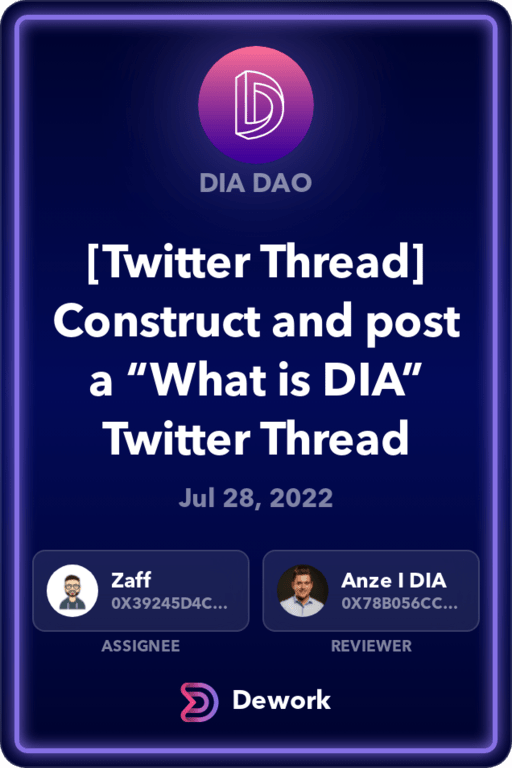 DIA DAO
[Twitter Thread]
Construct and post
a “What is DIA”
Twitter Thread
Jul 28, 2022
Zaff
0X39245D4C...
Anze I DIA
0X78B056CC...
ASSIGNEE
REVIEWER
Dework